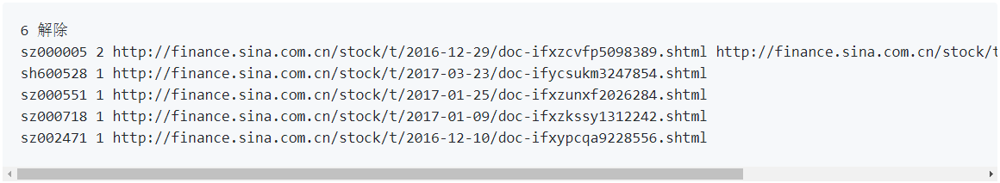 6 解除
sz000005 2 http://finance.sina.com.cn/stock/t/2016-12-29/doc-ifxzcvfp5098389.shtml http://finance.sina.com.cn/stock/t
sh600528 1 http://finance.sina.com.cn/stock/t/2017-03-23/doc-ifycsukm3247854.shtml
sz000551 1 http://finance.sina.com.cn/stock/t/2017-01-25/doc-ifxzunxf2026284.shtml
sz000718 1 http://finance.sina.com.cn/stock/t/2017-01-09/doc-ifxzkssy1312242.shtml
sz002471 1 http://finance.sina.com.cn/stock/t/2016-12-10/doc-ifxypcqa9228556.shtml